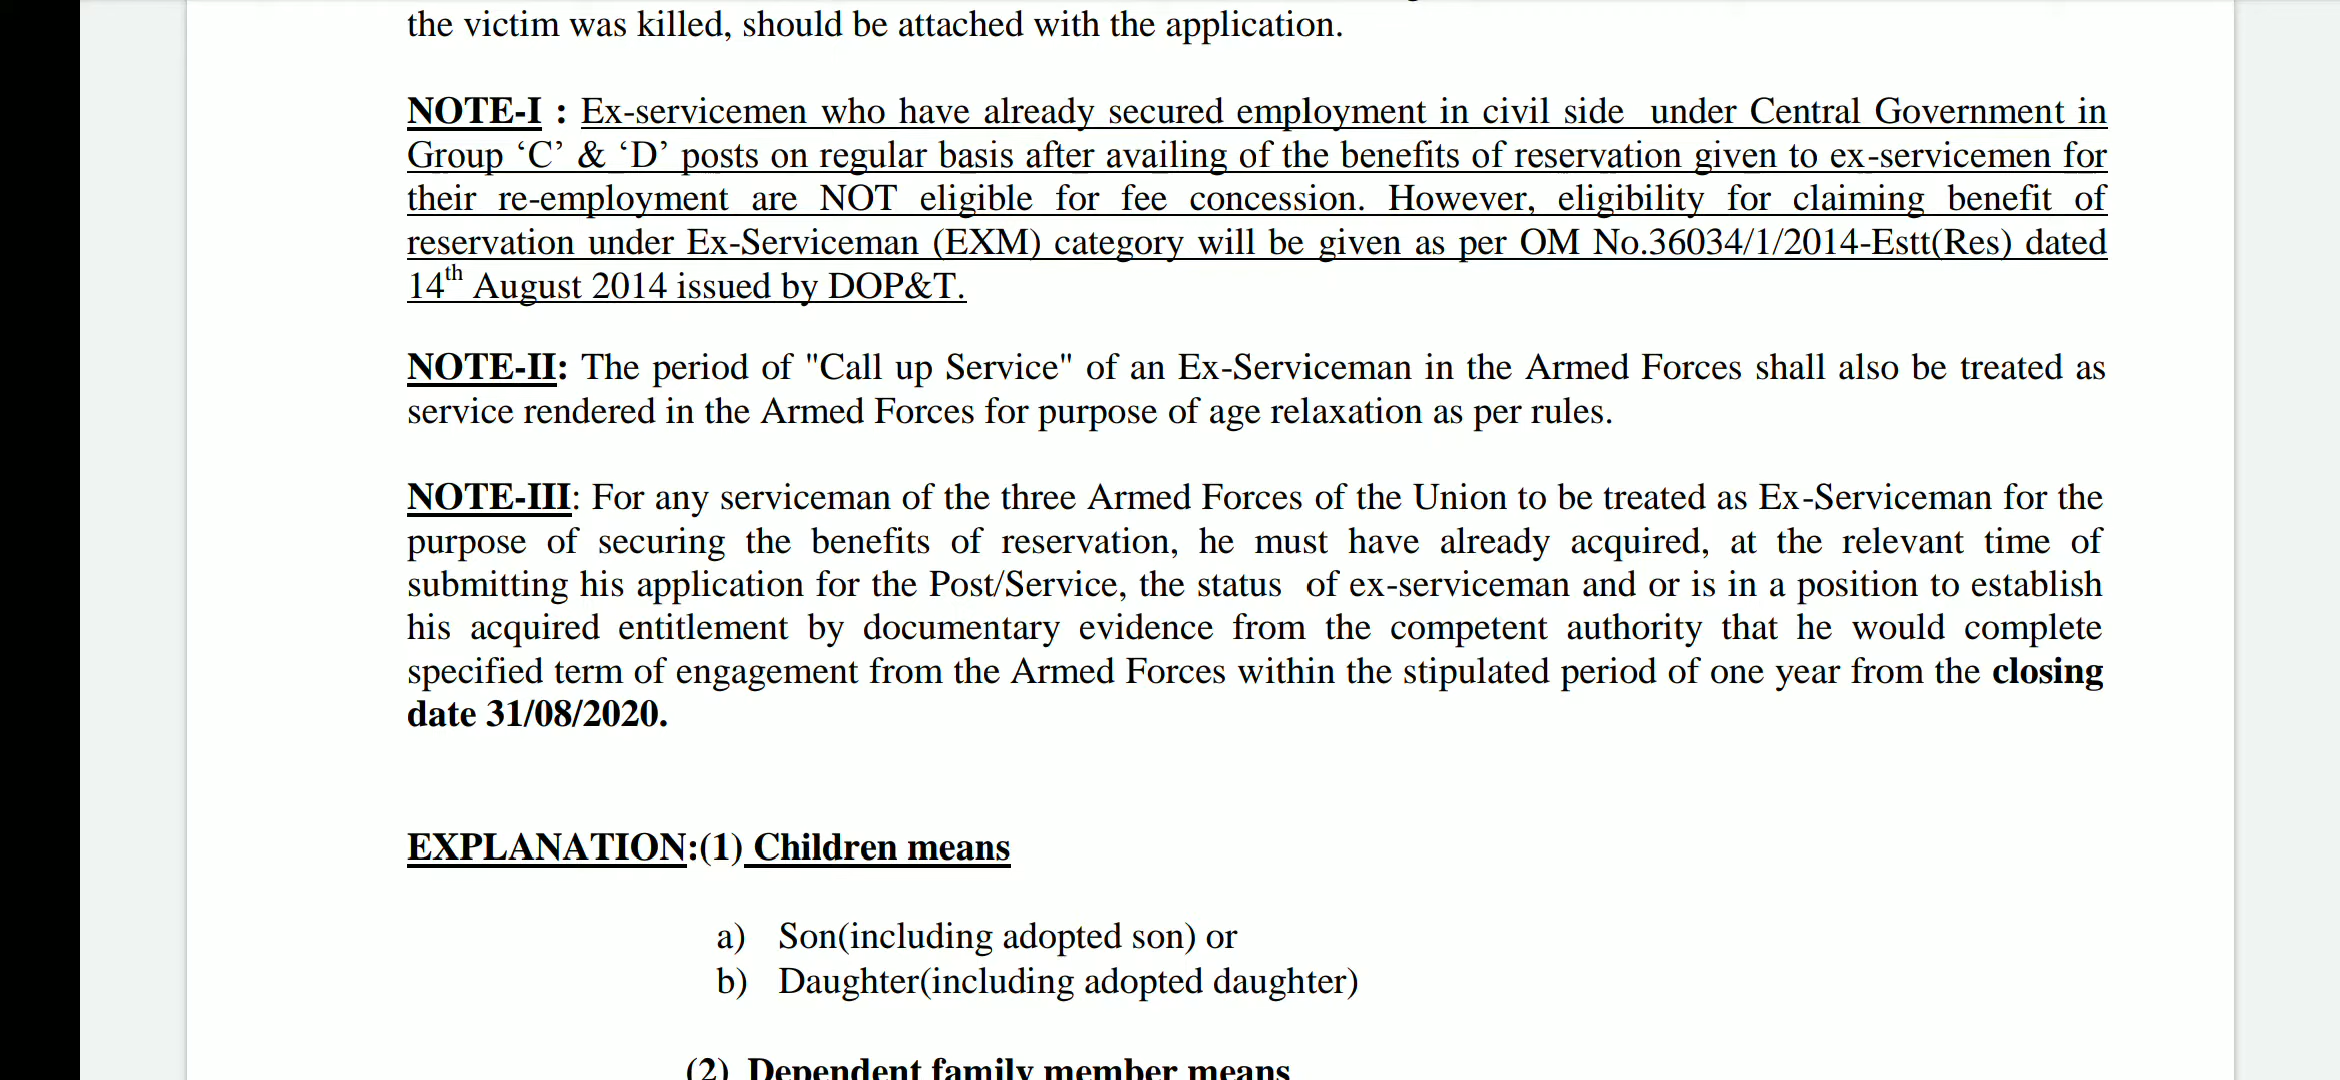 the victim was killed, should be attached with the application.
NOTE-I : Ex-servicemen who have already secured employment in civil side under Central Government in
Group ‘C’ & ‘D’ posts on regular basis after availing of the benefits of reservation given to ex-servicemen for
their re-employment are NOT eligible for fee concession. However, eligibility for claiming benefit of
reservation under Ex-Serviceman (EXM) category will be given as per OM No.36034/1/2014-Estt(Res) dated
14th August 2014 issued by DOP&T.
NOTE-II: The period of "Call up Service" of an Ex-Serviceman in the Armed Forces shall also be treated as
service rendered in the Armed Forces for purpose of age relaxation as per rules.
NOTE-III: For any serviceman of the three Armed Forces of the Union to be treated as Ex-Serviceman for the
purpose of securing the benefits of reservation, he must have already acquired, at the relevant time of
submitting his application for the Post/Service, the status of ex-serviceman and or is in a position to establish
his acquired entitlement by documentary evidence from the competent authority that he would complete
specified term of engagement from the Armed Forces within the stipulated period of one year from the closing
date 31/08/2020.
EXPLANATION:(1) Children means
a) Son(including adopted son) or
b) Daughter(including adopted daughter)
(2) Dependent family member means